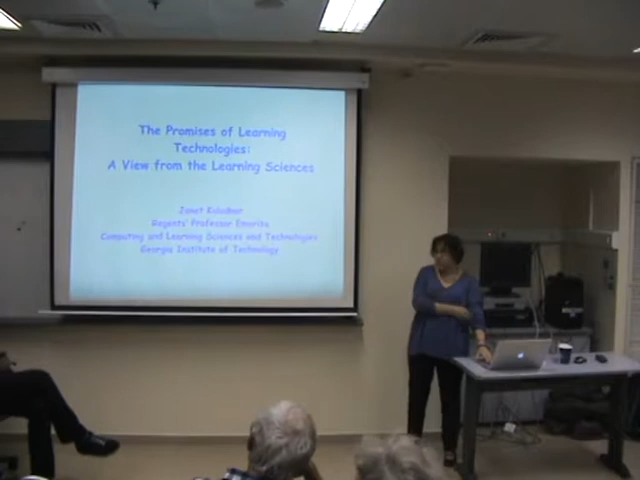 The Promises of Learning
Technologies:
A View from the Learning Sciences
Janet Kolodner
Regents' Professor Emerita
Computing and Learning Sciences and Technologies
Georgia Institute of Technology